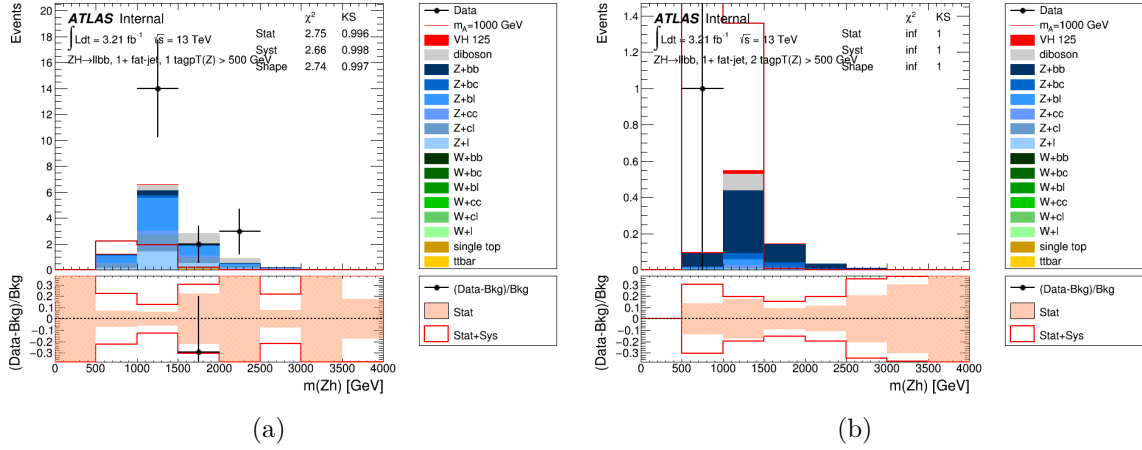 Events
20
18
16
14
12
10
8
6
4
2
0
ATLAS Internal
∫Ldt = 3.21 fb⁻¹ √s = 13 TeV
ZH→llbb, 1+ fat-jet, 1 tagpT(Z) > 500 GeV
χ² KS
Stat 2.75 0.996
Syst 2.66 0.998
Shape 2.74 0.997
Data
m_A=1000 GeV
VH 125
diboson
Z+bb
Z+bc
Z+bl
Z+cc
Z+cl
Z+l
W+bb
W+bc
W+bl
W+cc
W+cl
W+l
single top
ttbar
(Data-Bkg)/Bkg
0.3
0.2
0.1
0
−0.1
−0.2
−0.3
0 500 1000 1500 2000 2500 3000 3500 4000
m(Zh) [GeV]
(Data-Bkg)/Bkg
Stat
Stat+Sys
(a)
Events
1.4
1.2
1
0.8
0.6
0.4
0.2
0
ATLAS Internal
∫Ldt = 3.21 fb⁻¹ √s = 13 TeV
ZH→llbb, 1+ fat-jet, 2 tagpT(Z) > 500 GeV
χ² KS
Stat inf 1
Syst inf 1
Shape inf 1
Data
m_A=1000 GeV
VH 125
diboson
Z+bb
Z+bc
Z+bl
Z+cc
Z+cl
Z+l
W+bb
W+bc
W+bl
W+cc
W+cl
W+l
single top
ttbar
(Data-Bkg)/Bkg
0.3
0.2
0.1
0
−0.1
−0.2
−0.3
0 500 1000 1500 2000 2500 3000 3500 4000
m(Zh) [GeV]
(Data-Bkg)/Bkg
Stat
Stat+Sys
(b)